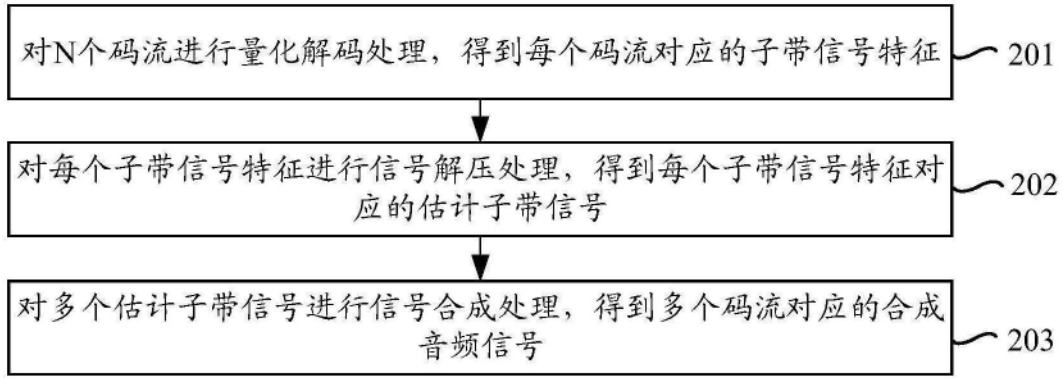 对N个码流进行量化解码处理，得到每个码流对应的子带信号特征
201
对每个子带信号特征进行信号解压处理，得到每个子带信号特征对
应的估计子带信号
202
对多个估计子带信号进行信号合成处理，得到多个码流对应的合成
音频信号
203